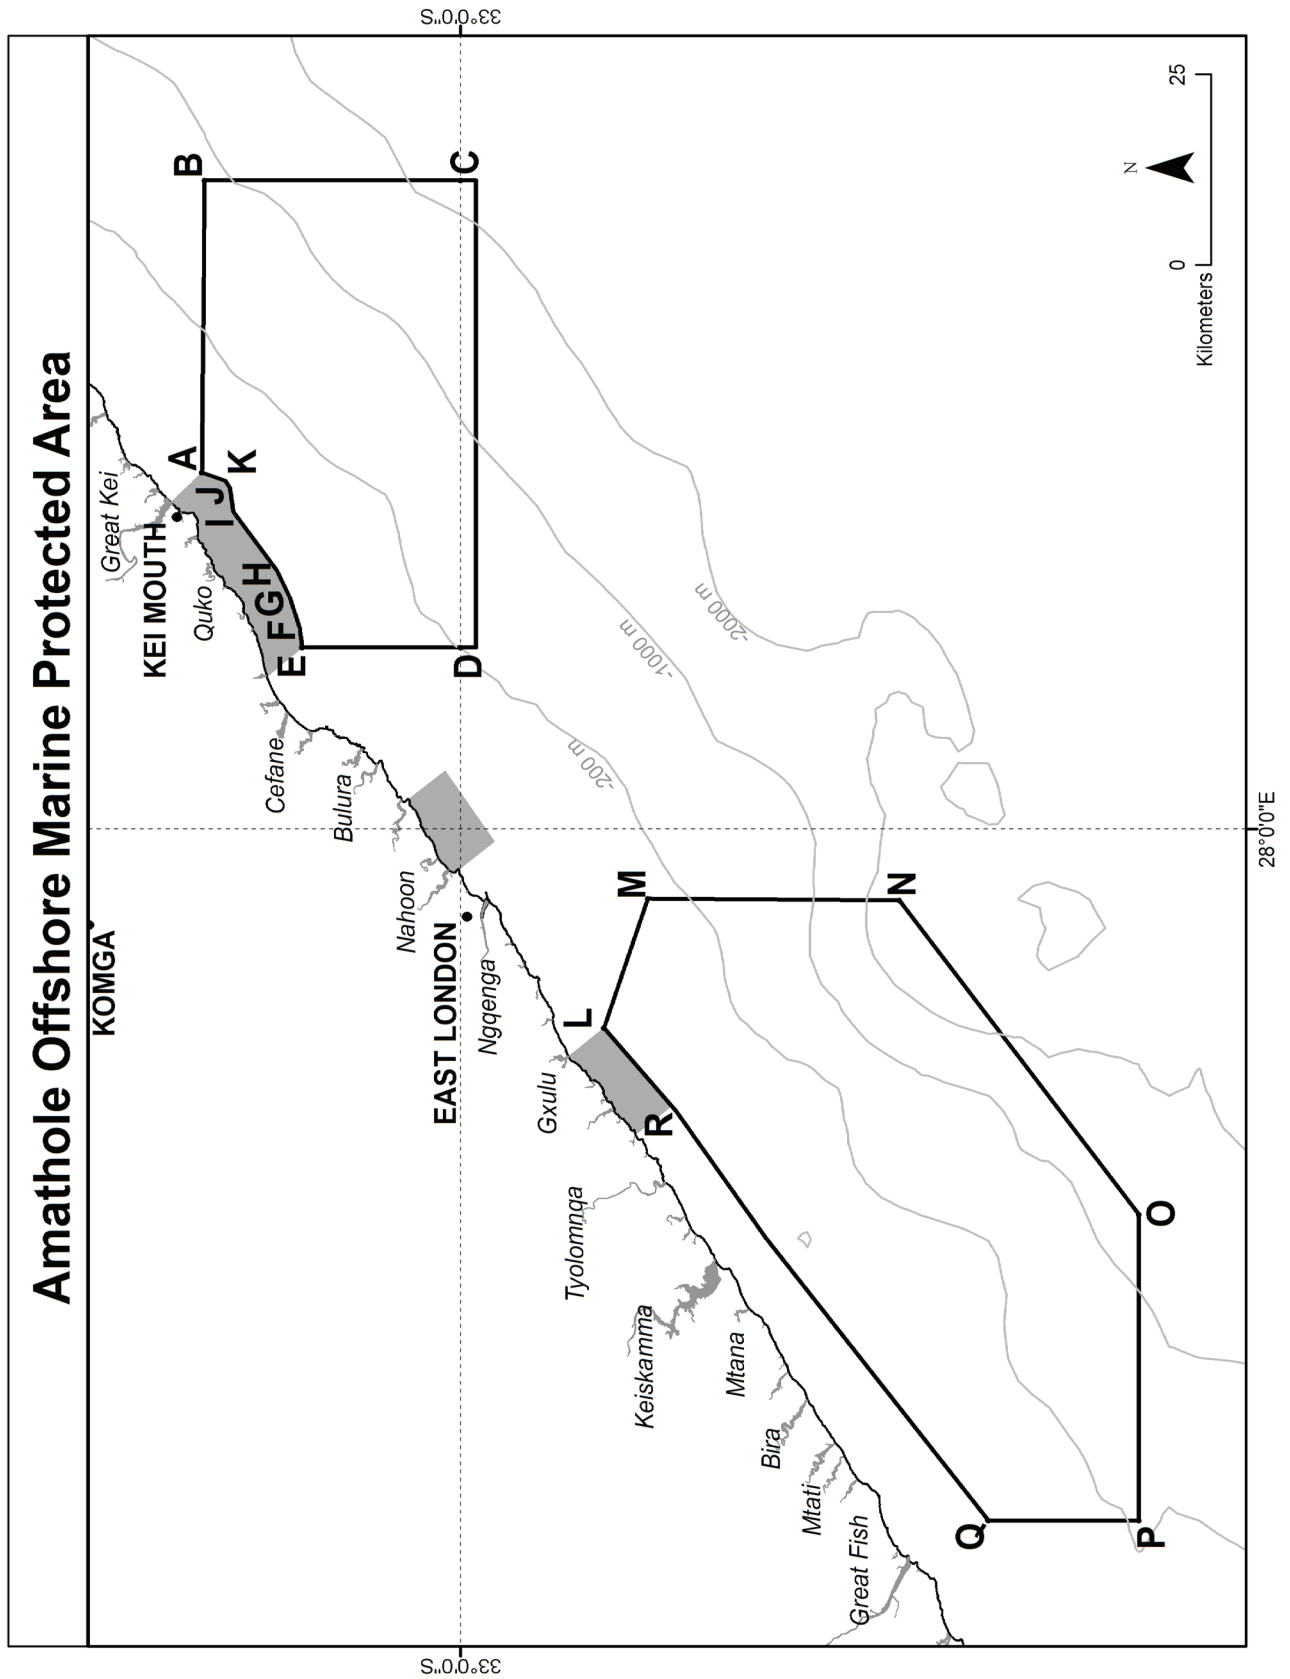 Amathole Offshore Marine Protected Area
KOMGA
Great Kei
KEI MOUTH
Quko
A
B
J
K
I
H
G
F
E
Cefane
Bulura
Nahoon
EAST LONDON
Ngqenga
33°0'0"S
33°0'0"S
D
C
Gxulu
L
M
R
Tyolomnqa
Keiskamma
Mtana
Bira
Mtati
Great Fish
-200 m
-1000 m
-2000 m
N
Q
P
O
N
0
25
Kilometers
28°0'0"E